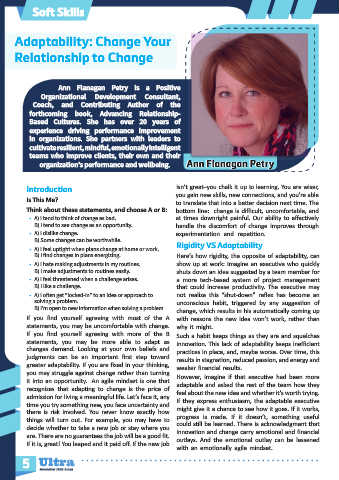 Soft Skills
Adaptability: Change Your
Relationship to Change
Ann Flanagan Petry is a Positive
Organizational Development Consultant,
Coach, and Contributing Author of the
forthcoming book, Advancing Relationship-
Based Cultures. She has over 20 years of
experience driving performance improvement
in organizations. She partners with leaders to
cultivate resilient, mindful, emotionally intelligent
teams who improve clients, their own and their
organization's performance and wellbeing.
Ann Flanagan Petry
Introduction
Is This Me?
Think about these statements, and choose A or B:
- A) I tend to think of change as bad.
B) I tend to see change as an opportunity.
- A) I dislike change.
B) Some changes can be worthwhile.
- A) I feel uptight when plans change at home or work.
B) I find changes in plans energizing.
- A) I hate making adjustments in my routines.
B) I make adjustments to routines easily.
- A) I feel threatened when a challenge arises.
B) I like a challenge.
- A) I often get "locked-in" to an idea or approach to
solving a problem.
B) I'm open to new information when solving a problem
If you find yourself agreeing with most of the A
statements, you may be uncomfortable with change.
If you find yourself agreeing with more of the B
statements, you may be more able to adapt as
changes demand. Looking at your own beliefs and
judgments can be an important first step toward
greater adaptability. If you are fixed in your thinking,
you may struggle against change rather than turning
it into an opportunity. An agile mindset is one that
recognizes that adapting to change is the price of
admission for living a meaningful life. Let's face it, any
time you try something new, you face uncertainty and
there is risk involved. You never know exactly how
things will turn out. For example, you may have to
decide whether to take a new job or stay where you
are. There are no guarantees the job will be a good fit.
If it is, great! You leaped and it paid off. If the new job
isn't great–you chalk it up to learning. You are wiser,
you gain new skills, new connections, and you're able
to translate that into a better decision next time. The
bottom line: change is difficult, uncomfortable, and
at times downright painful. Our ability to effectively
handle the discomfort of change improves through
experimentation and repetition.
Rigidity VS Adaptability
Here's how rigidity, the opposite of adaptability, can
show up at work: Imagine an executive who quickly
shuts down an idea suggested by a team member for
a more tech-based system of project management
that could increase productivity. The executive may
not realize this "shut-down" reflex has become an
unconscious habit, triggered by any suggestion of
change, which results in his automatically coming up
with reasons the new idea won't work, rather than
why it might.
Such a habit keeps things as they are and squelches
innovation. This lack of adaptability keeps inefficient
practices in place, and, maybe worse. Over time, this
results in stagnation, reduced passion, and energy and
weaker financial results.
However, imagine if that executive had been more
adaptable and asked the rest of the team how they
feel about the new idea and whether it's worth trying.
If they express enthusiasm, the adaptable executive
might give it a chance to see how it goes. If it works,
progress is made. If it doesn't, something useful
could still be learned. There is acknowledgment that
innovation and change carry emotional and financial
outlays. And the emotional outlay can be lessened
with an emotionally agile mindset.
5
Ultra